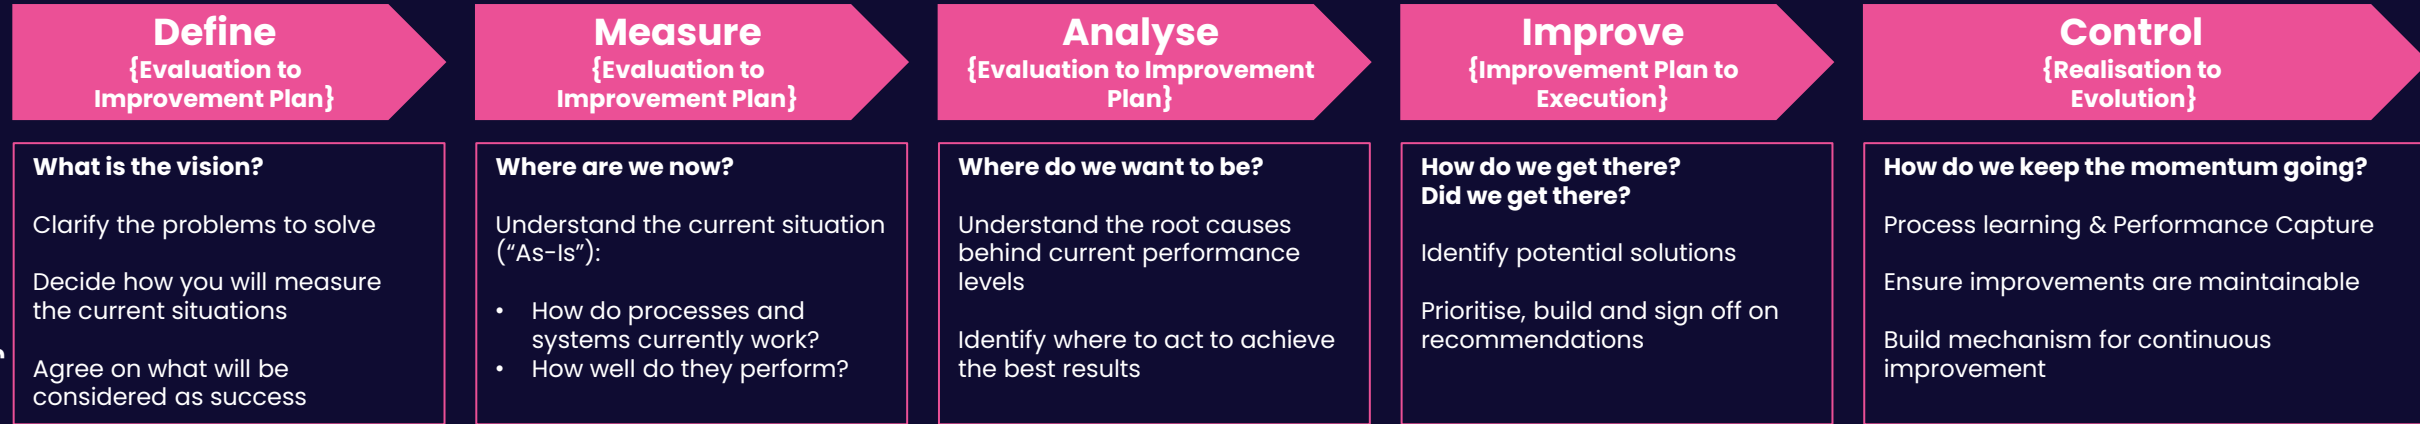 Define
{Evaluation to
Improvement Plan}
What is the vision?
Clarify the problems to solve
Decide how you will measure
the current situations
Agree on what will be
considered as success
Measure
{Evaluation to
Improvement Plan}
Where are we now?
Understand the current situation
(“As-Is”):
• How do processes and
systems currently work?
• How well do they perform?
Analyse
{Evaluation to Improvement
Plan}
Where do we want to be?
Understand the root causes
behind current performance
levels
Identify where to act to achieve
the best results
Improve
{Improvement Plan to
Execution}
How do we get there?
Did we get there?
Identify potential solutions
Prioritise, build and sign off on
recommendations
Control
{Realisation to
Evolution}
How do we keep the momentum going?
Process learning & Performance Capture
Ensure improvements are maintainable
Build mechanism for continuous
improvement